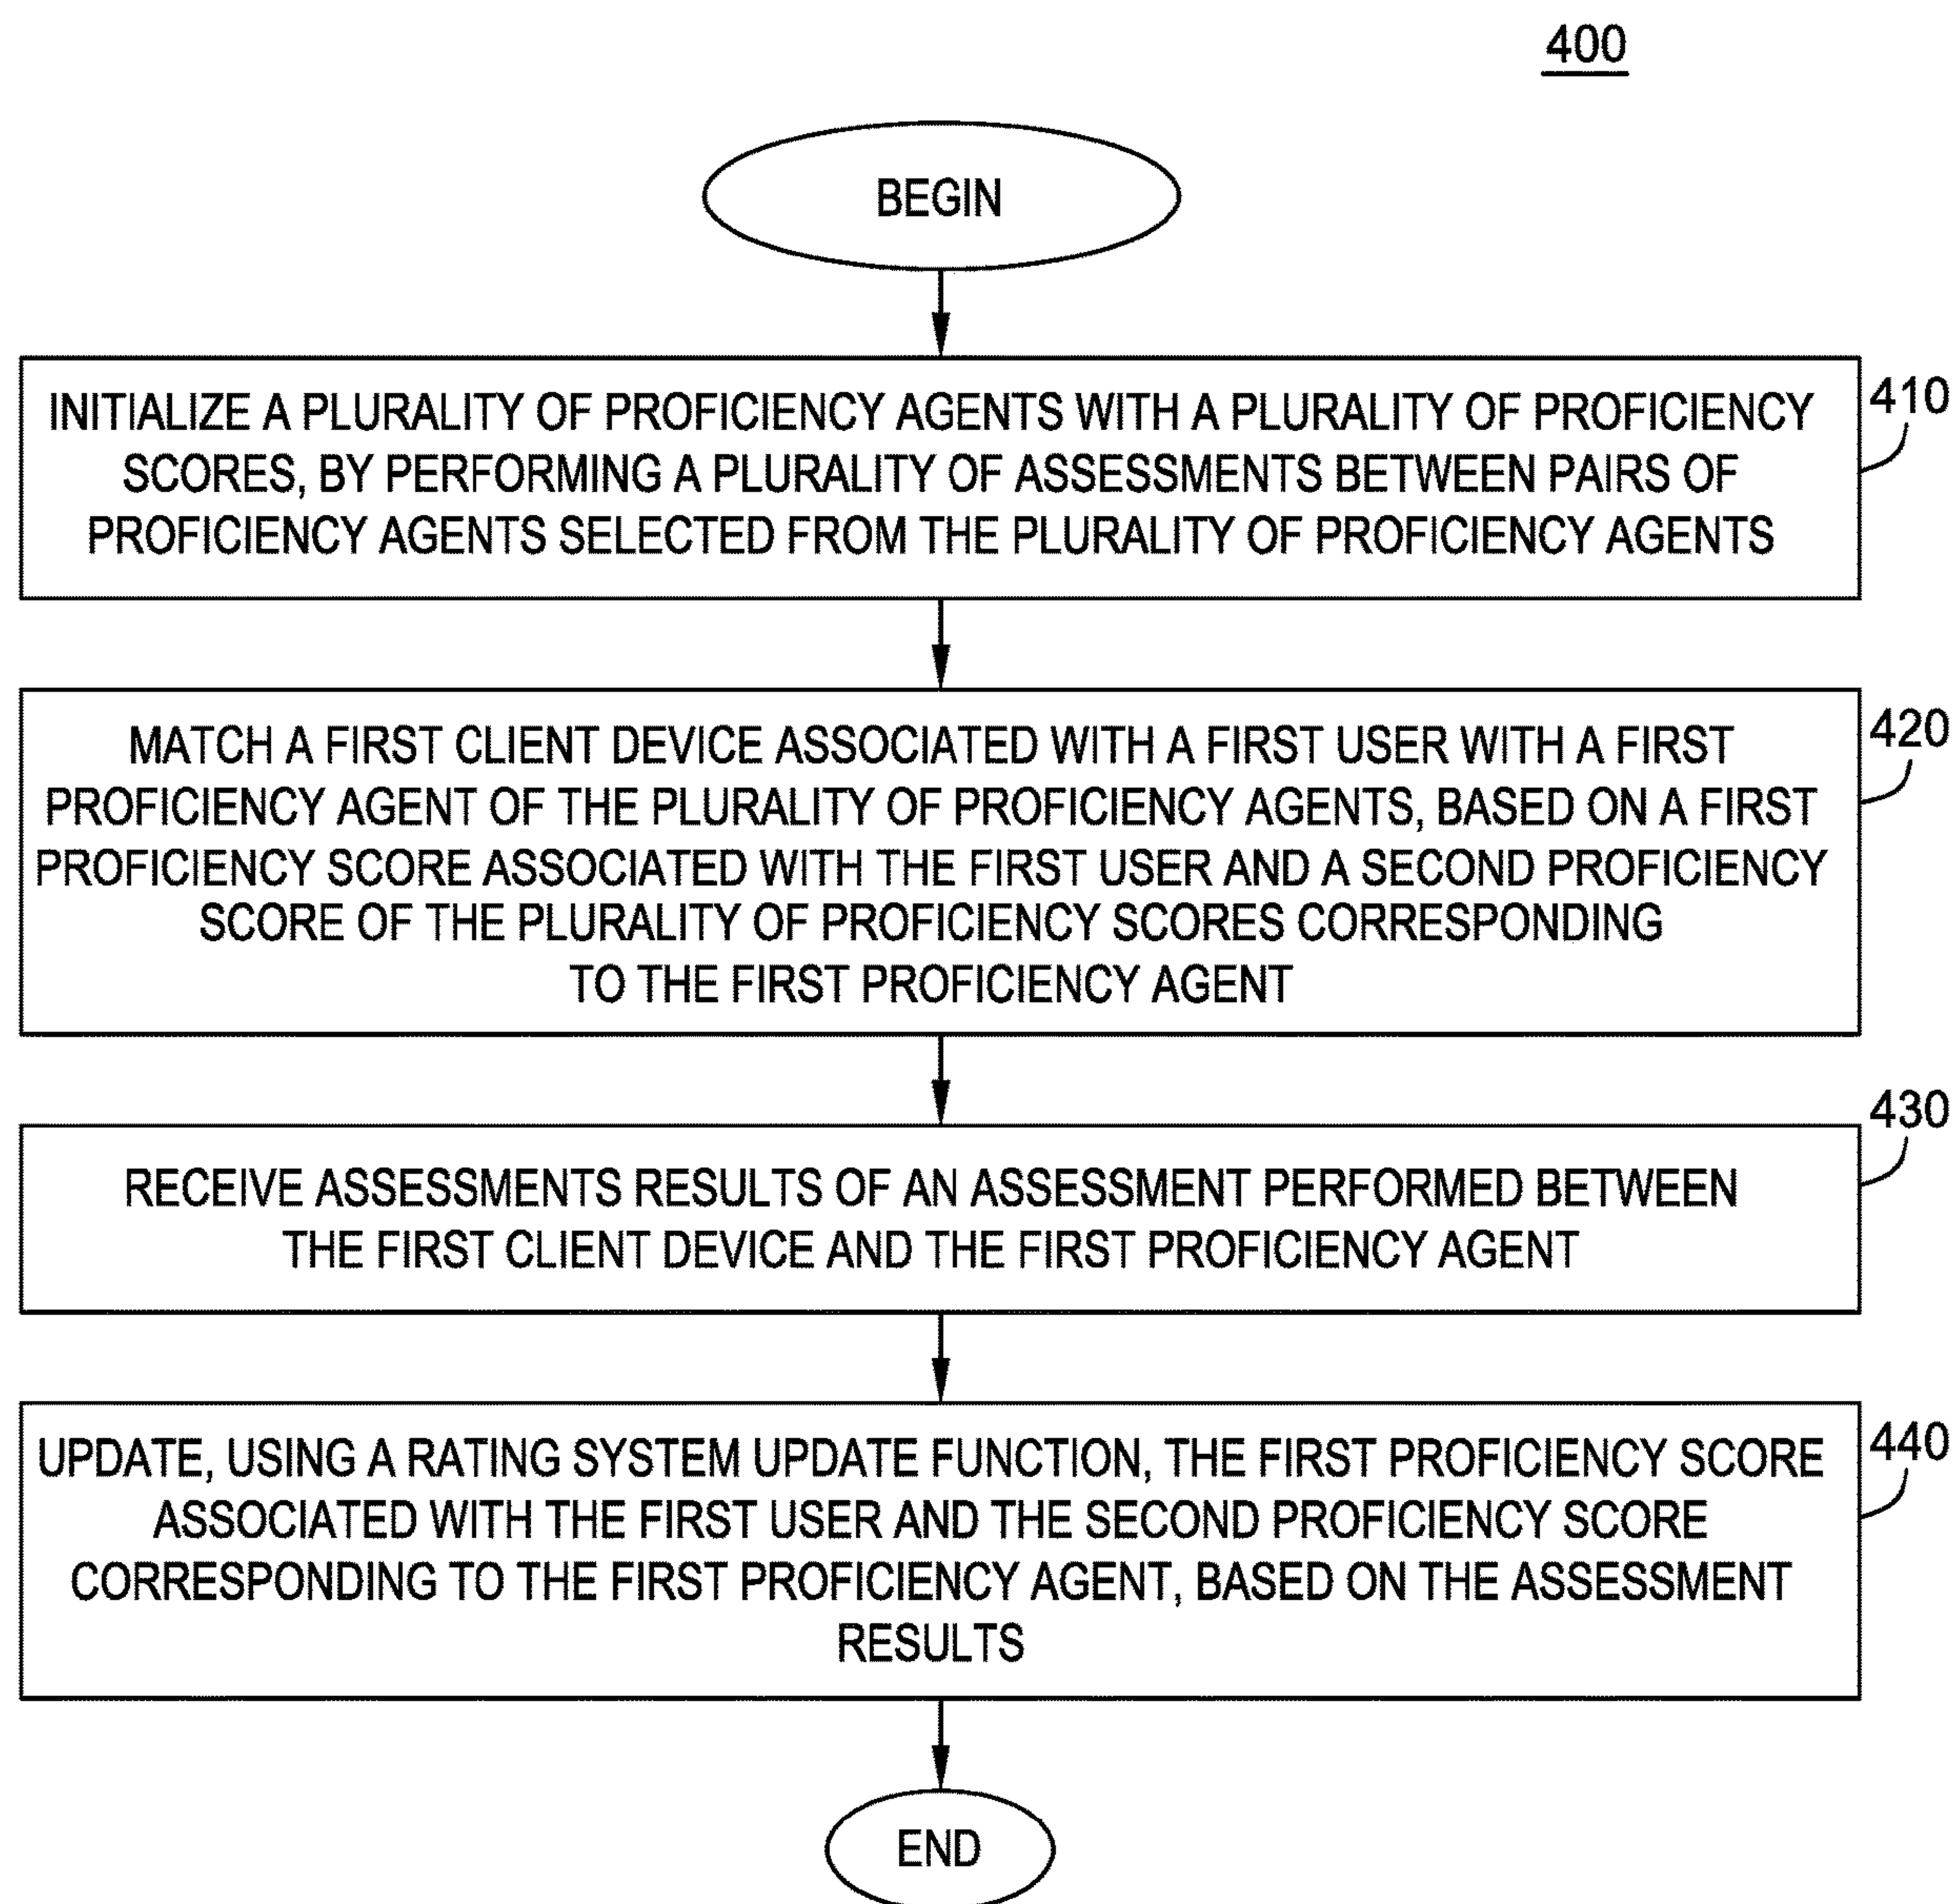 400
BEGIN
INITIALIZE A PLURALITY OF PROFICIENCY AGENTS WITH A PLURALITY OF PROFICIENCY
SCORES, BY PERFORMING A PLURALITY OF ASSESSMENTS BETWEEN PAIRS OF
PROFICIENCY AGENTS SELECTED FROM THE PLURALITY OF PROFICIENCY AGENTS
410
MATCH A FIRST CLIENT DEVICE ASSOCIATED WITH A FIRST USER WITH A FIRST
PROFICIENCY AGENT OF THE PLURALITY OF PROFICIENCY AGENTS, BASED ON A FIRST
PROFICIENCY SCORE ASSOCIATED WITH THE FIRST USER AND A SECOND PROFICIENCY
SCORE OF THE PLURALITY OF PROFICIENCY SCORES CORRESPONDING
TO THE FIRST PROFICIENCY AGENT
420
RECEIVE ASSESSMENTS RESULTS OF AN ASSESSMENT PERFORMED BETWEEN
THE FIRST CLIENT DEVICE AND THE FIRST PROFICIENCY AGENT
430
UPDATE, USING A RATING SYSTEM UPDATE FUNCTION, THE FIRST PROFICIENCY SCORE
ASSOCIATED WITH THE FIRST USER AND THE SECOND PROFICIENCY SCORE
CORRESPONDING TO THE FIRST PROFICIENCY AGENT, BASED ON THE ASSESSMENT
RESULTS
440
END